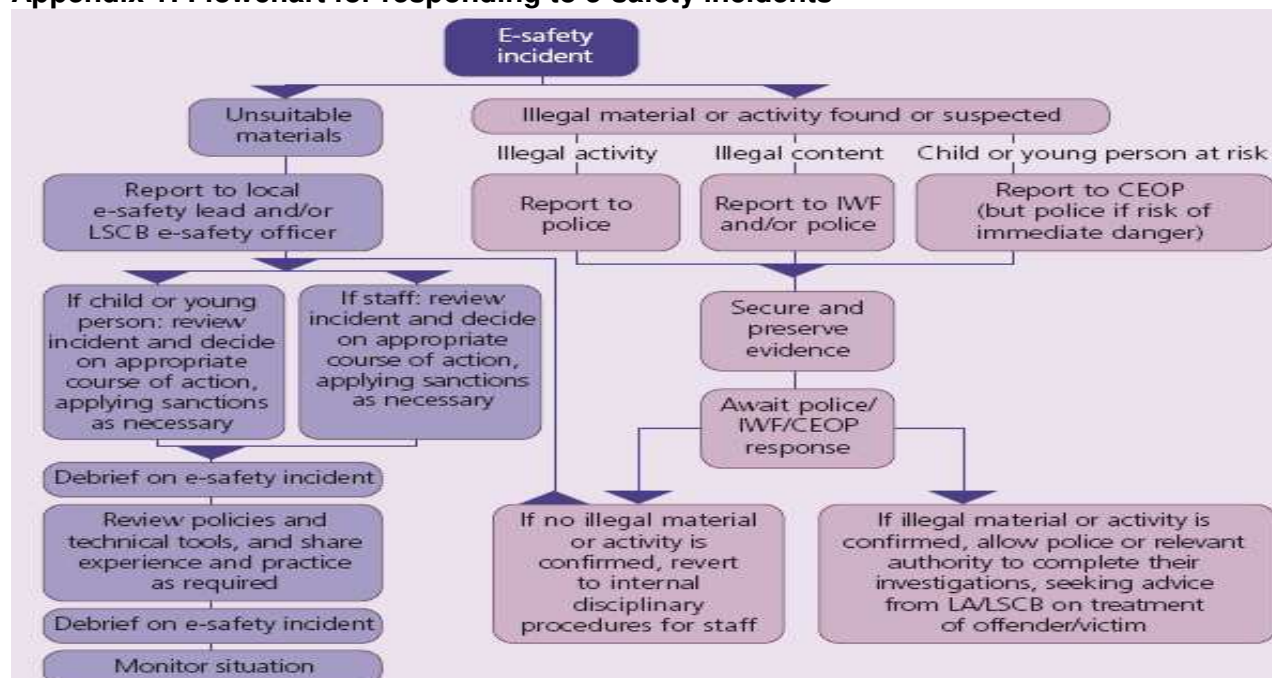 Appendix 1: Flowchart for responding to e-safety incidents
E-safety
incident
Unsuitable
materials
Illegal material or activity found or suspected
Illegal activity
Illegal content
Child or young person at risk
Report to local
e-safety lead and/or
LSCB e-safety officer
Report to
police
Report to IWF
and/or police
Report to CEOP
(but police if risk of
immediate danger)
If child or young
person: review
incident and decide
on appropriate
course of action,
applying sanctions
as necessary
If staff: review
incident and decide
on appropriate
course of action,
applying sanctions
as necessary
Secure and
preserve
evidence
Await police/
IWF/CEOP
response
Debrief on e-safety incident
Review policies and
technical tools, and share
experience and practice
as required
Debrief on e-safety incident
Monitor situation
If no illegal material
or activity is
confirmed, revert
to internal
disciplinary
procedures for staff
If illegal material or activity is
confirmed, allow police or relevant
authority to complete their
investigations, seeking advice
from LA/LSCB on treatment
of offender/victim